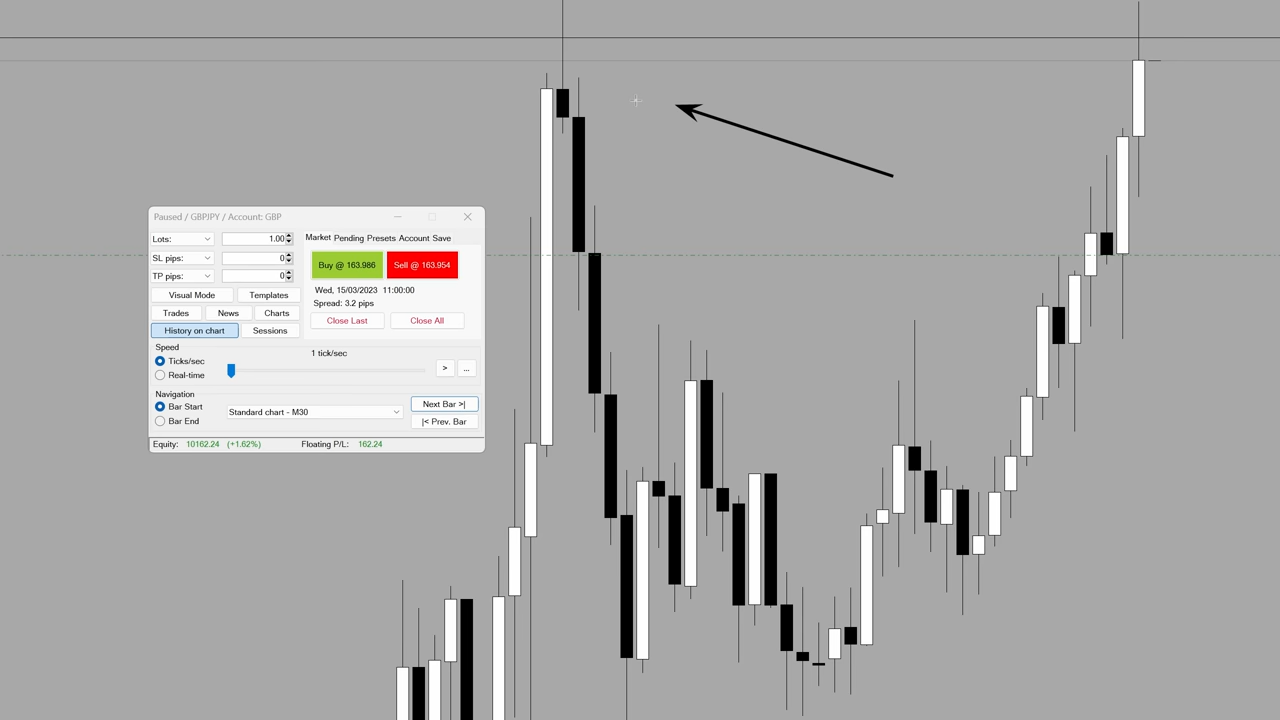 Paused / GBPJPY / Account: GBP
Lots: 1.00
SL pips: 0
TP pips: 0
Visual Mode Templates
Trades News Charts
History on chart Sessions
Market Pending Presets Account Save
Buy @ 163.986 Sell @ 163.954
Wed, 15/03/2023 11:00:00
Spread: 3.2 pips
Close Last Close All
Speed
1 tick/sec
Ticks/sec
Real-time
> ...
Navigation
Bar Start
Bar End
Standard chart - M30
Next Bar >|
|< Prev. Bar
Equity: 10162.24 (+1.62%) Floating P/L: 162.24